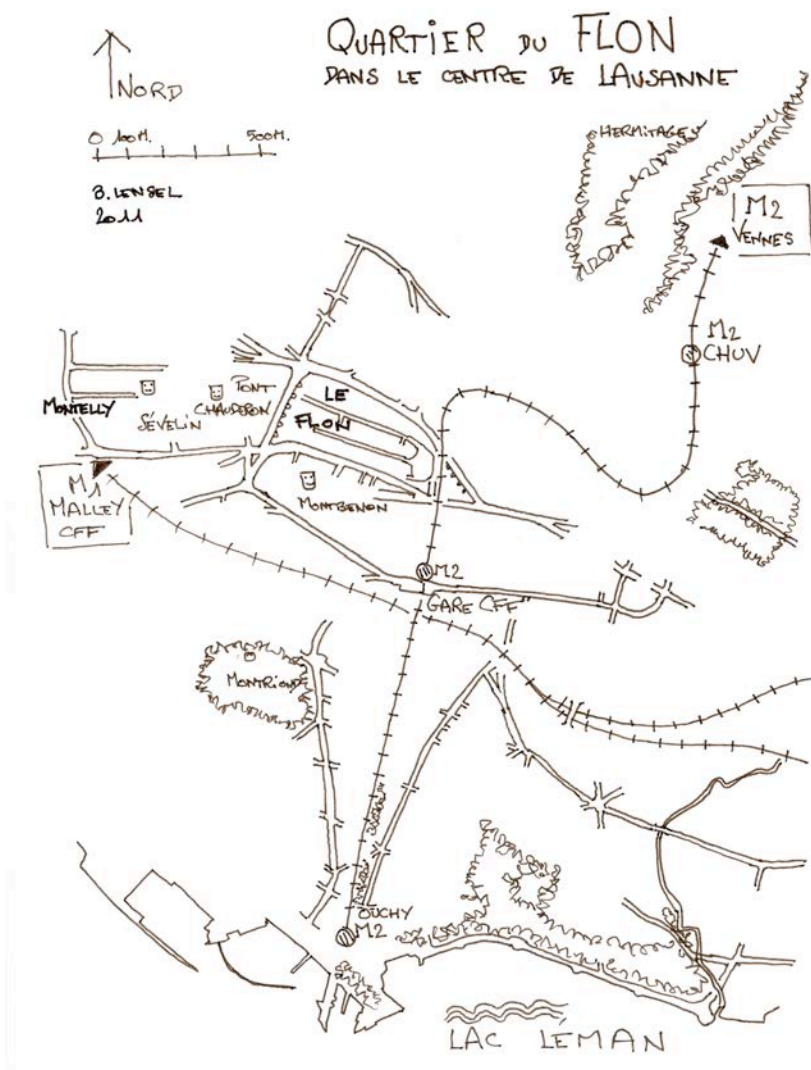 QUARTIER DU FLON
DANS LE CENTRE DE LAUSANNE
NORD
0 100M. 500M.
B. LENSEL
2011
HERMITAGE
M2
VENNES
M2
CHUV
MONTELLY
SÉVELIN
PONT
CHAUDERON
LE
FLON
M1
MALLEY
CFF
MONTBENON
M2
GARE CFF
MONTRIOND
OUCHY
M2
LAC LÉMAN